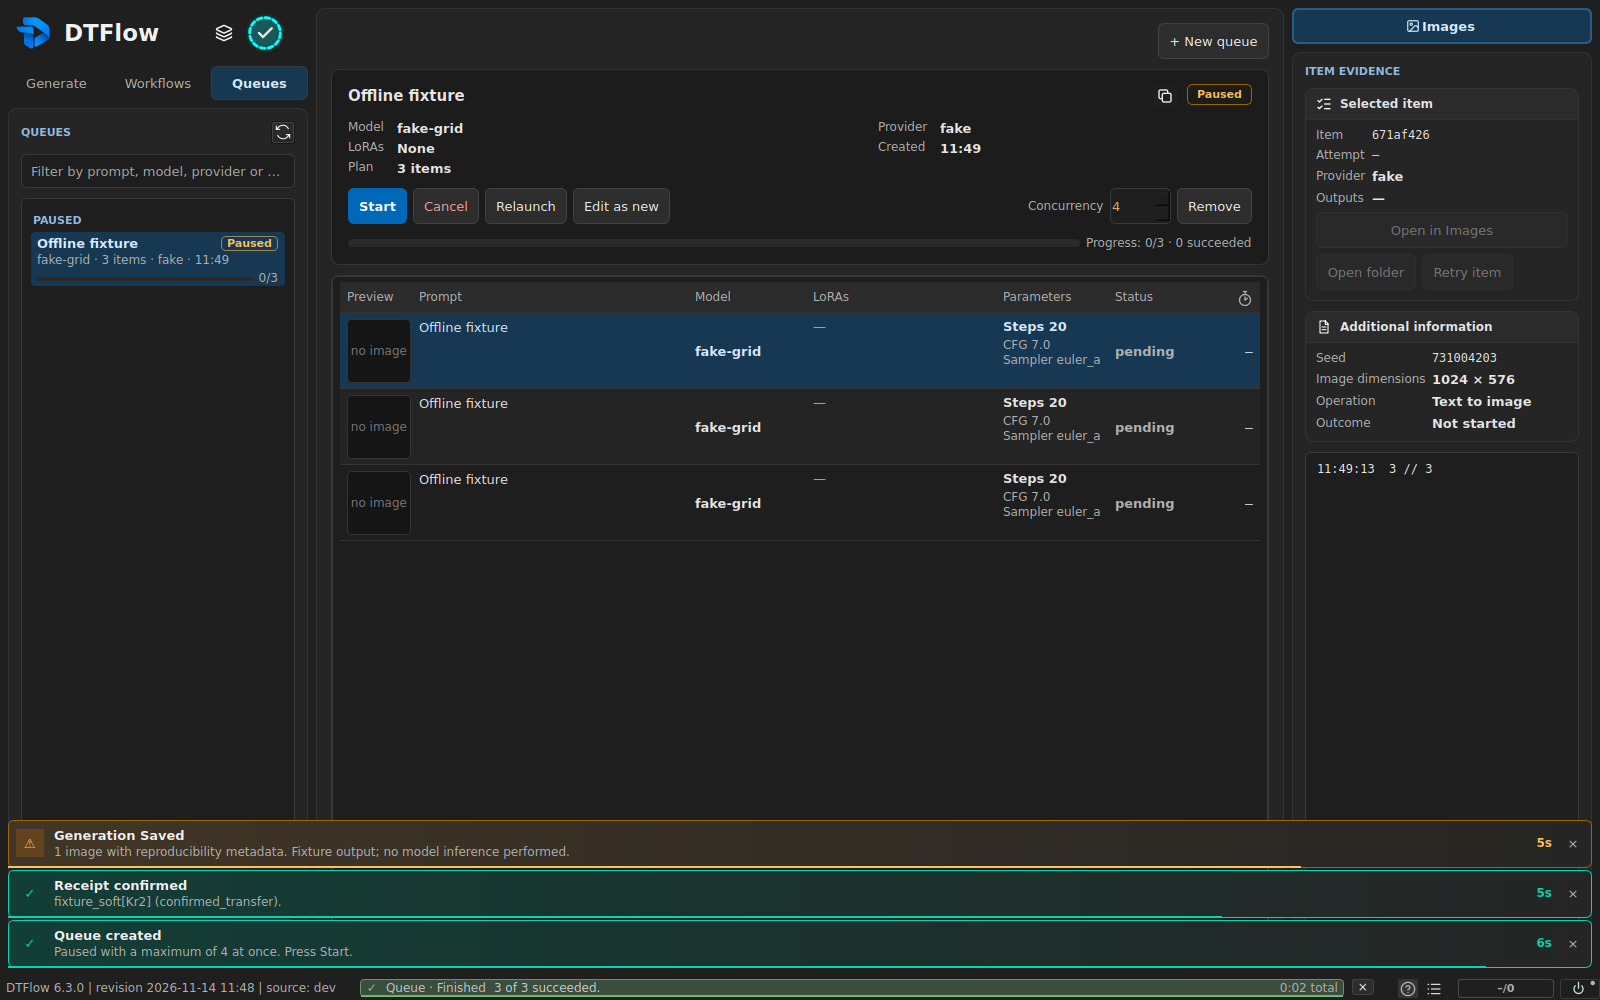 DTFlow
Generate Workflows Queues
QUEUES
Filter by prompt, model, provider or ...
PAUSED
Offline fixture Paused
fake-grid · 3 items · fake · 11:49
0/3
+ New queue
Offline fixture Paused
Model fake-grid Provider fake
LoRAs None Created 11:49
Plan 3 items
Start Cancel Relaunch Edit as new Concurrency 4 Remove
Progress: 0/3 · 0 succeeded
Preview Prompt Model LoRAs Parameters Status
no image Offline fixture fake-grid — Steps 20
CFG 7.0
Sampler euler_a pending –
no image Offline fixture fake-grid — Steps 20
CFG 7.0
Sampler euler_a pending –
no image Offline fixture fake-grid — Steps 20
CFG 7.0
Sampler euler_a pending –
Images
ITEM EVIDENCE
Selected item
Item 671af426
Attempt –
Provider fake
Outputs —
Open in Images
Open folder Retry item
Additional information
Seed 731004203
Image dimensions 1024 × 576
Operation Text to image
Outcome Not started
11:49:13 3 // 3
⚠ Generation Saved 5s ×
1 image with reproducibility metadata. Fixture output; no model inference performed.
✓ Receipt confirmed 5s ×
fixture_soft[Kr2] (confirmed_transfer).
✓ Queue created 6s ×
Paused with a maximum of 4 at once. Press Start.
DTFlow 6.3.0 | revision 2026-11-14 11:48 | source: dev ✓ Queue · Finished 3 of 3 succeeded. 0:02 total × –/0